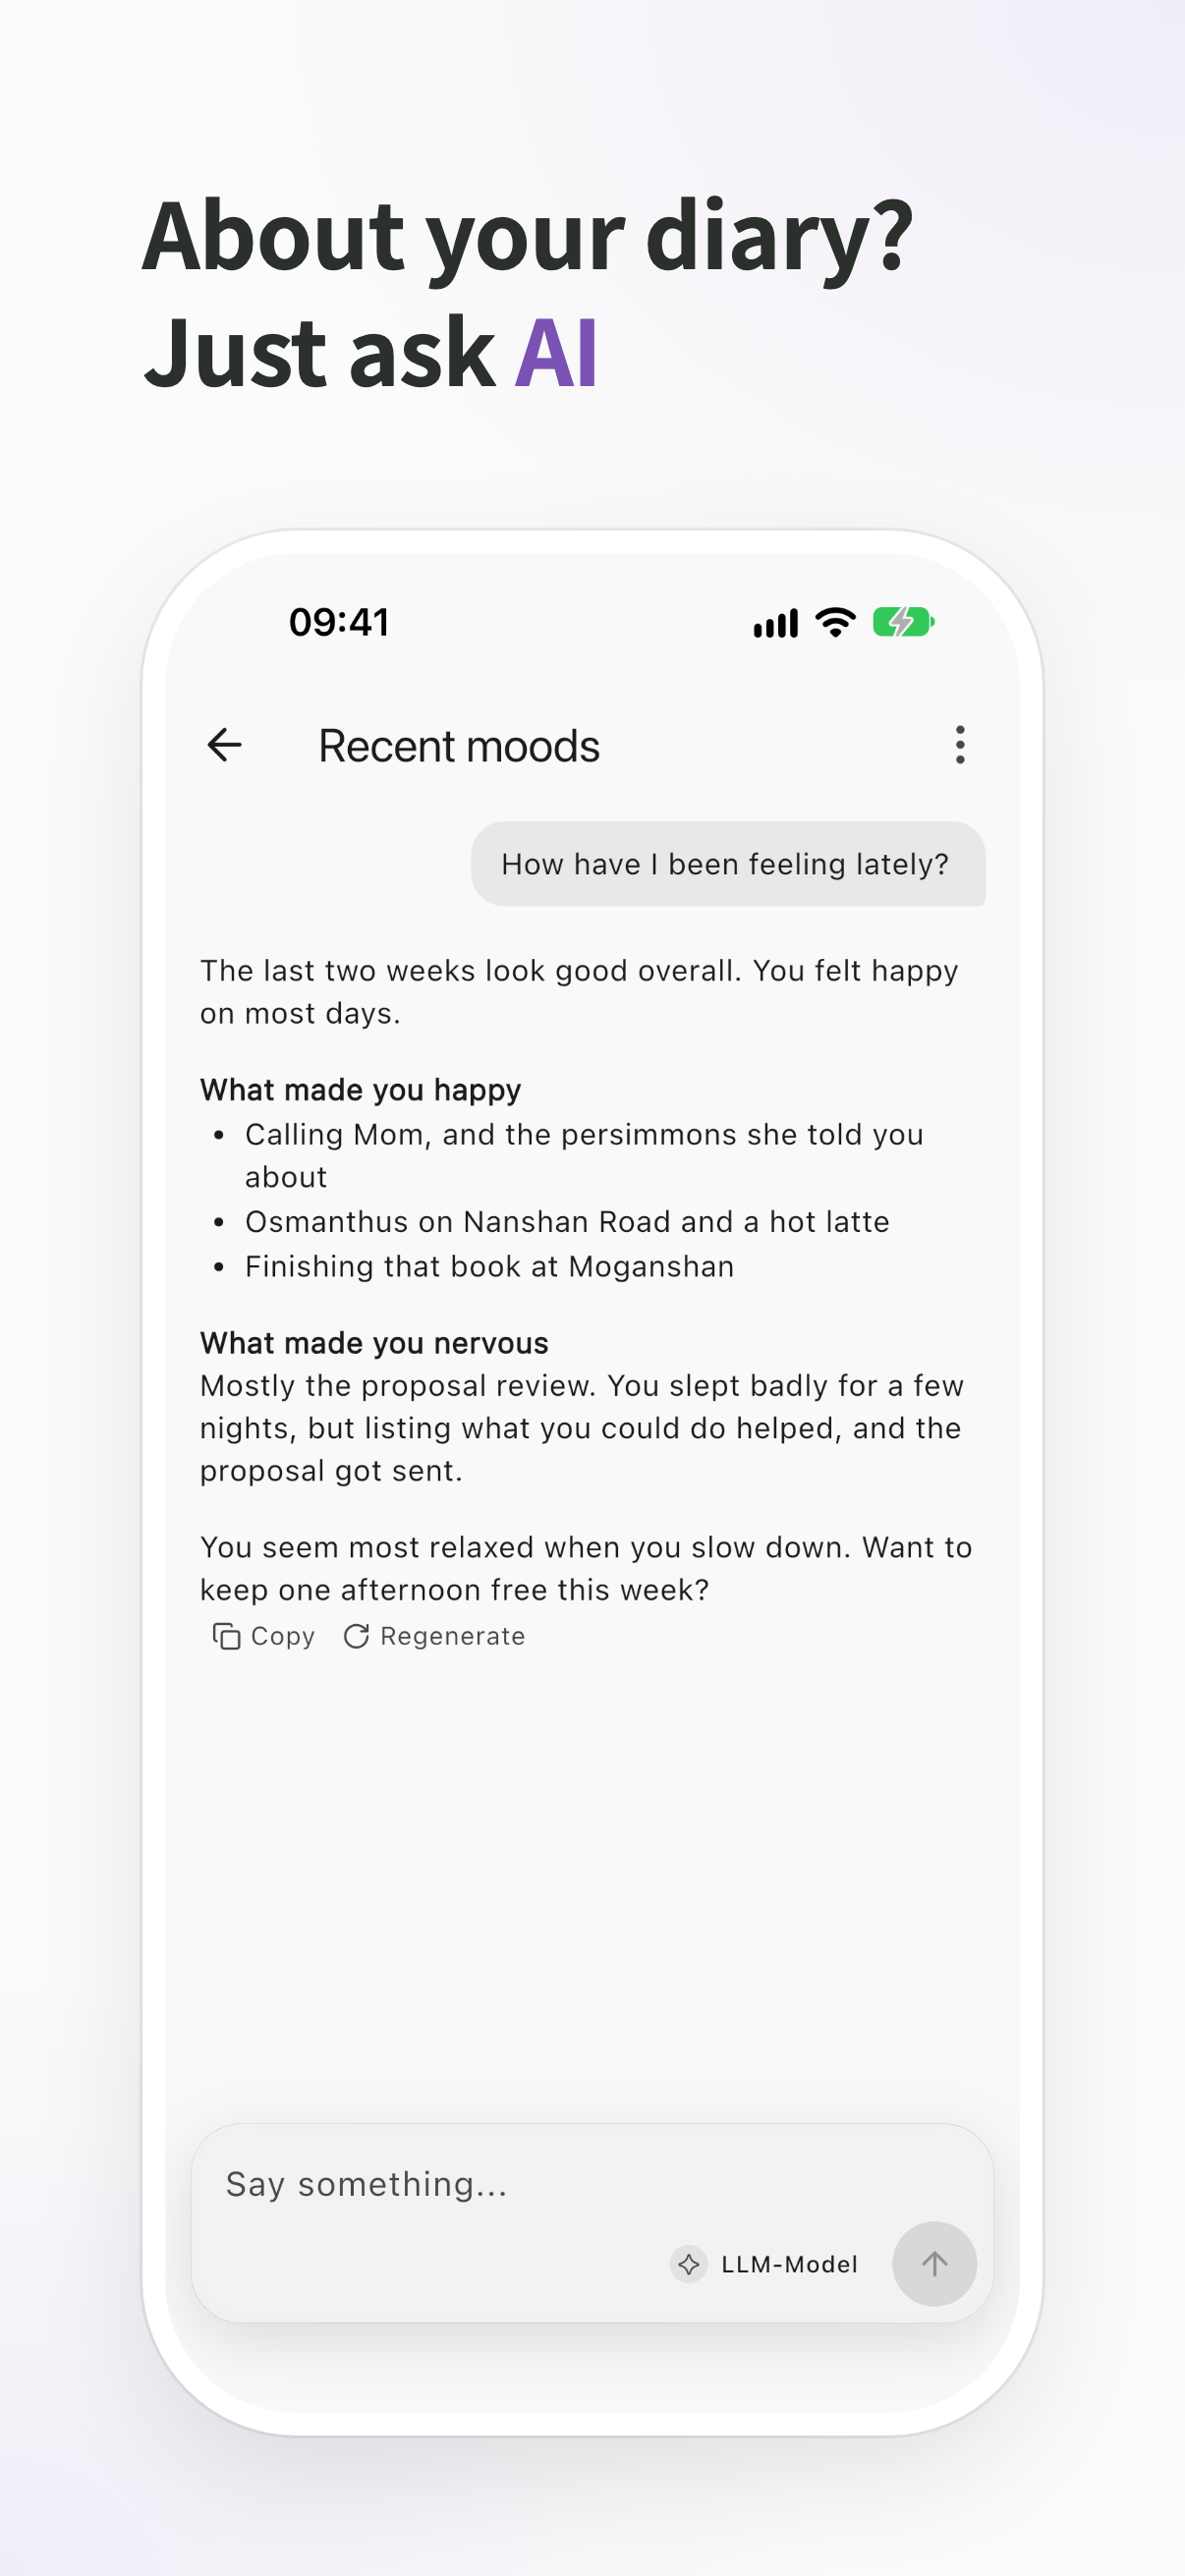 About your diary?
Just ask AI
09:41
Recent moods
How have I been feeling lately?
The last two weeks look good overall. You felt happy
on most days.
What made you happy
• Calling Mom, and the persimmons she told you
about
• Osmanthus on Nanshan Road and a hot latte
• Finishing that book at Moganshan
What made you nervous
Mostly the proposal review. You slept badly for a few
nights, but listing what you could do helped, and the
proposal got sent.
You seem most relaxed when you slow down. Want to
keep one afternoon free this week?
Copy Regenerate
Say something...
LLM-Model